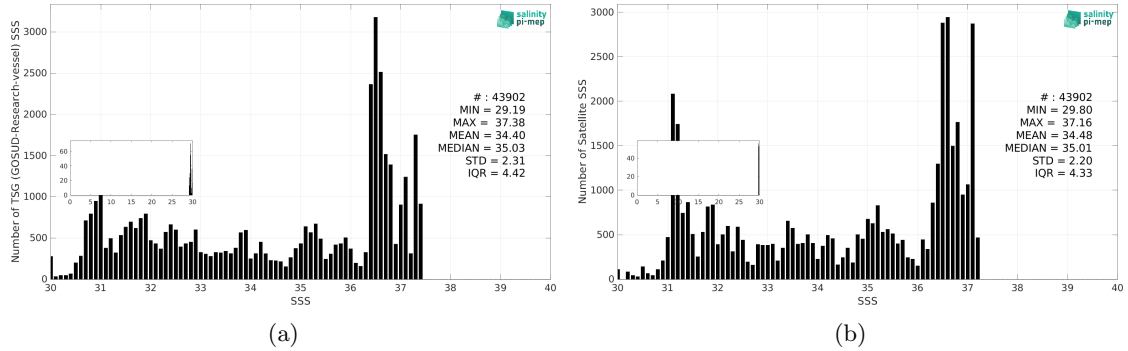 salinity
pi-mep
Number of TSG (GOSUD-Research-vessel) SSS
3000
2500
2000
1500
1000
500
0
# : 43902
MIN = 29.19
MAX = 37.38
MEAN = 34.40
MEDIAN = 35.03
STD = 2.31
IQR = 4.42
60
40
20
0
0 5 10 15 20 25 30
30 31 32 33 34 35 36 37 38 39 40
SSS
(a)
salinity
pi-mep
Number of Satellite SSS
3000
2500
2000
1500
1000
500
0
# : 43902
MIN = 29.80
MAX = 37.16
MEAN = 34.48
MEDIAN = 35.01
STD = 2.20
IQR = 4.33
40
20
0
0 5 10 15 20 25 30
30 31 32 33 34 35 36 37 38 39 40
SSS
(b)